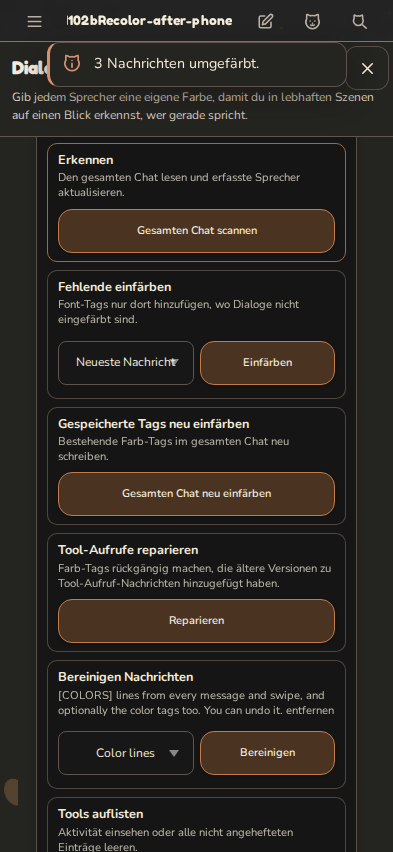 M02bRecolor-after-phone
3 Nachrichten umgefärbt.
Gib jedem Sprecher eine eigene Farbe, damit du in lebhaften Szenen
auf einen Blick erkennst, wer gerade spricht.
Erkennen
Den gesamten Chat lesen und erfasste Sprecher
aktualisieren.
Gesamten Chat scannen
Fehlende einfärben
Font-Tags nur dort hinzufügen, wo Dialoge nicht
eingefärbt sind.
Neueste Nachricht
Einfärben
Gespeicherte Tags neu einfärben
Bestehende Farb-Tags im gesamten Chat neu
schreiben.
Gesamten Chat neu einfärben
Tool-Aufrufe reparieren
Farb-Tags rückgängig machen, die ältere Versionen zu
Tool-Aufruf-Nachrichten hinzugefügt haben.
Reparieren
Bereinigen Nachrichten
[COLORS] lines from every message and swipe, and
optionally the color tags too. You can undo it. entfernen
Color lines
Bereinigen
Tools auflisten
Aktivität einsehen oder alle nicht angehefteten
Einträge leeren.